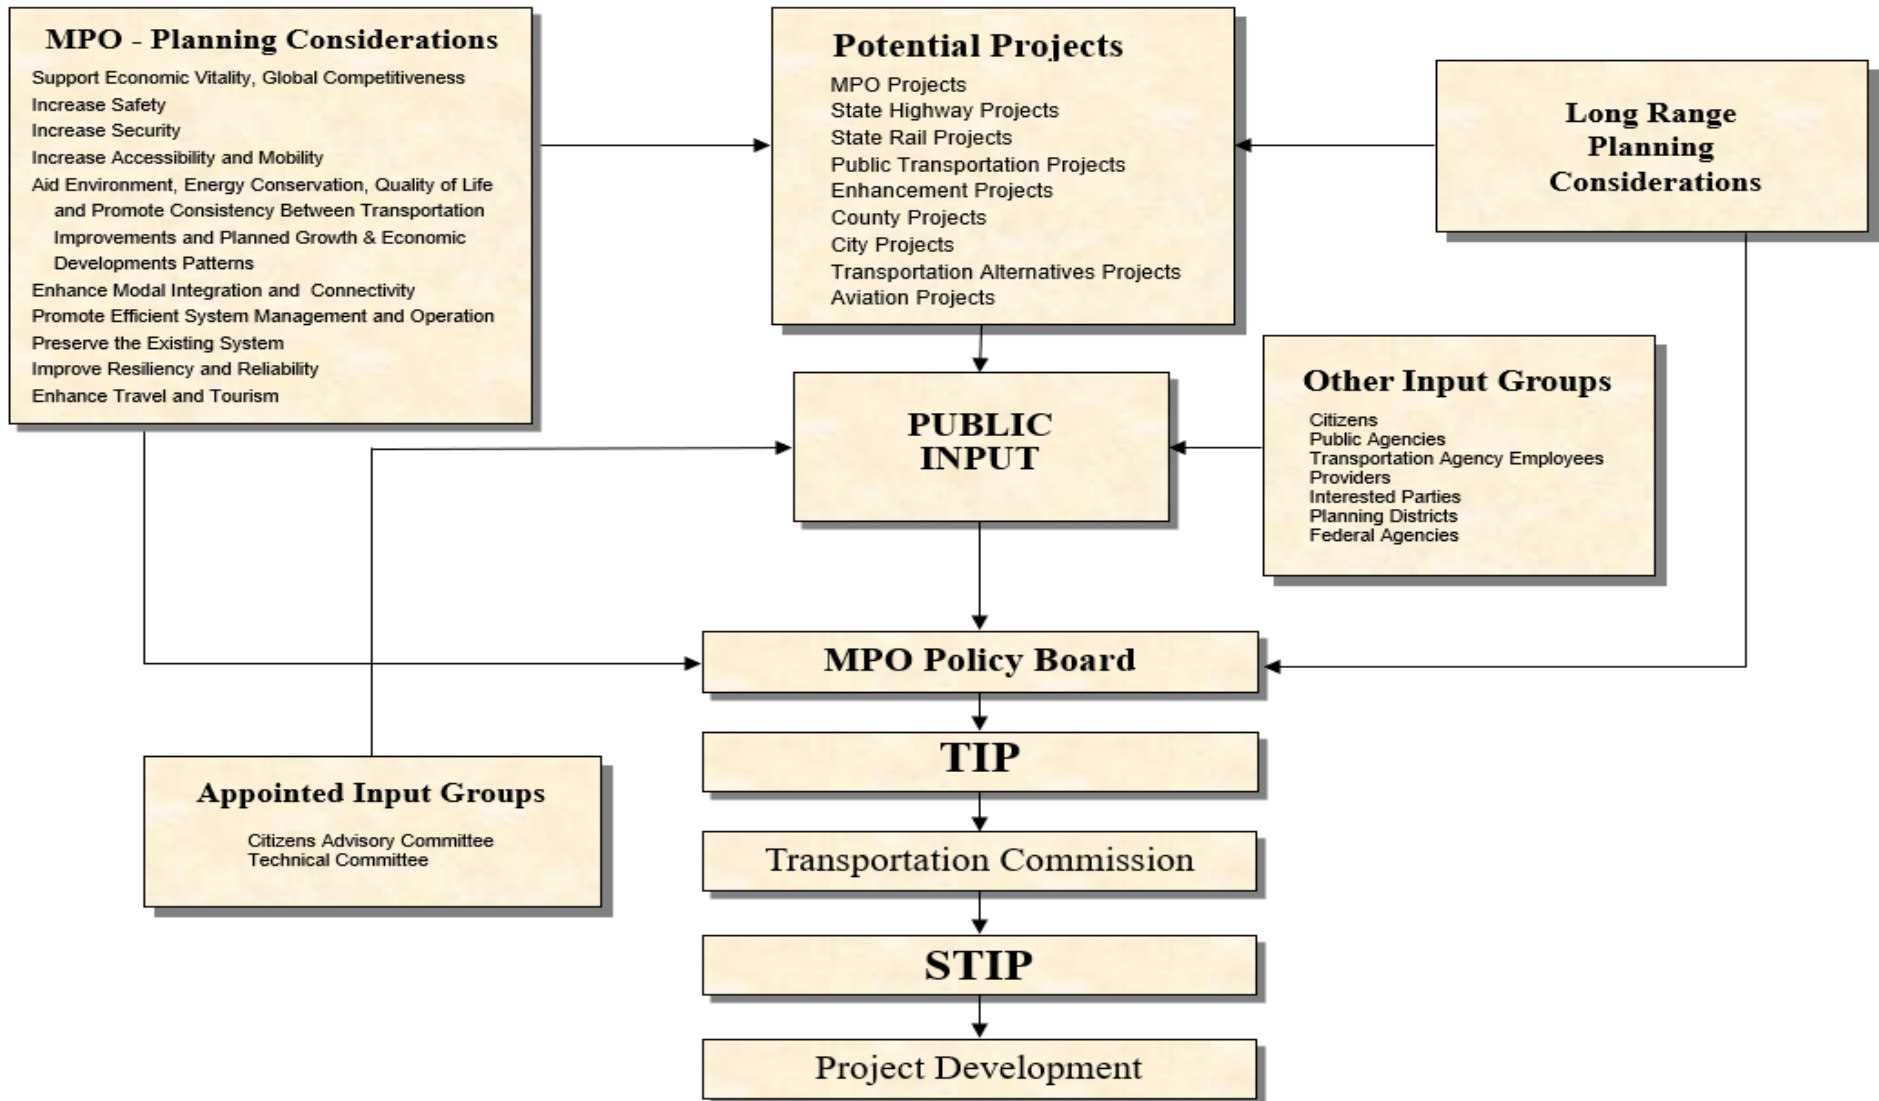 MPO - Planning Considerations
Support Economic Vitality, Global Competitiveness
Increase Safety
Increase Security
Increase Accessibility and Mobility
Aid Environment, Energy Conservation, Quality of Life
and Promote Consistency Between Transportation
Improvements and Planned Growth & Economic
Developments Patterns
Enhance Modal Integration and Connectivity
Promote Efficient System Management and Operation
Preserve the Existing System
Improve Resiliency and Reliability
Enhance Travel and Tourism
Potential Projects
MPO Projects
State Highway Projects
State Rail Projects
Public Transportation Projects
Enhancement Projects
County Projects
City Projects
Transportation Alternatives Projects
Aviation Projects
Long Range
Planning
Considerations
PUBLIC
INPUT
Other Input Groups
Citizens
Public Agencies
Transportation Agency Employees
Providers
Interested Parties
Planning Districts
Federal Agencies
MPO Policy Board
TIP
Appointed Input Groups
Citizens Advisory Committee
Technical Committee
Transportation Commission
STIP
Project Development